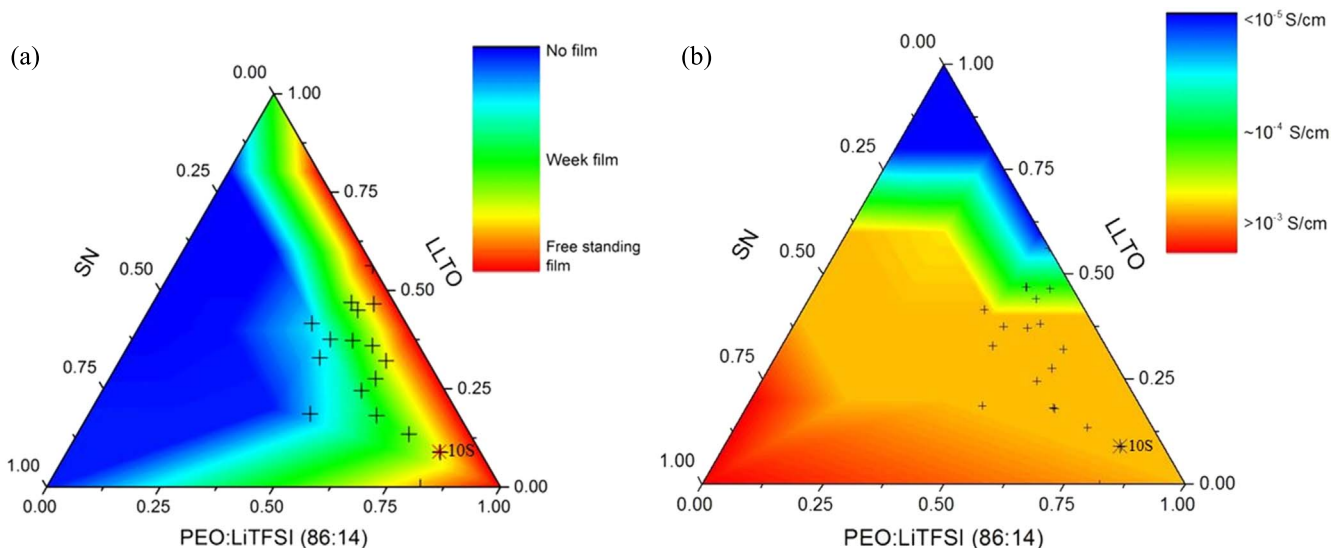 (a)
No film
Week film
Free standing
film
0.00
1.00
0.25
0.75
SN
LLTO
0.50
0.50
0.75
0.25
10S
1.00
0.00
0.00
0.25
0.50
0.75
1.00
PEO:LiTFSI (86:14)
(b)
<10⁻⁵ S/cm
~10⁻⁴ S/cm
>10⁻³ S/cm
0.00
1.00
0.25
0.75
SN
LLTO
0.50
0.50
0.75
0.25
10S
1.00
0.00
0.00
0.25
0.50
0.75
1.00
PEO:LiTFSI (86:14)